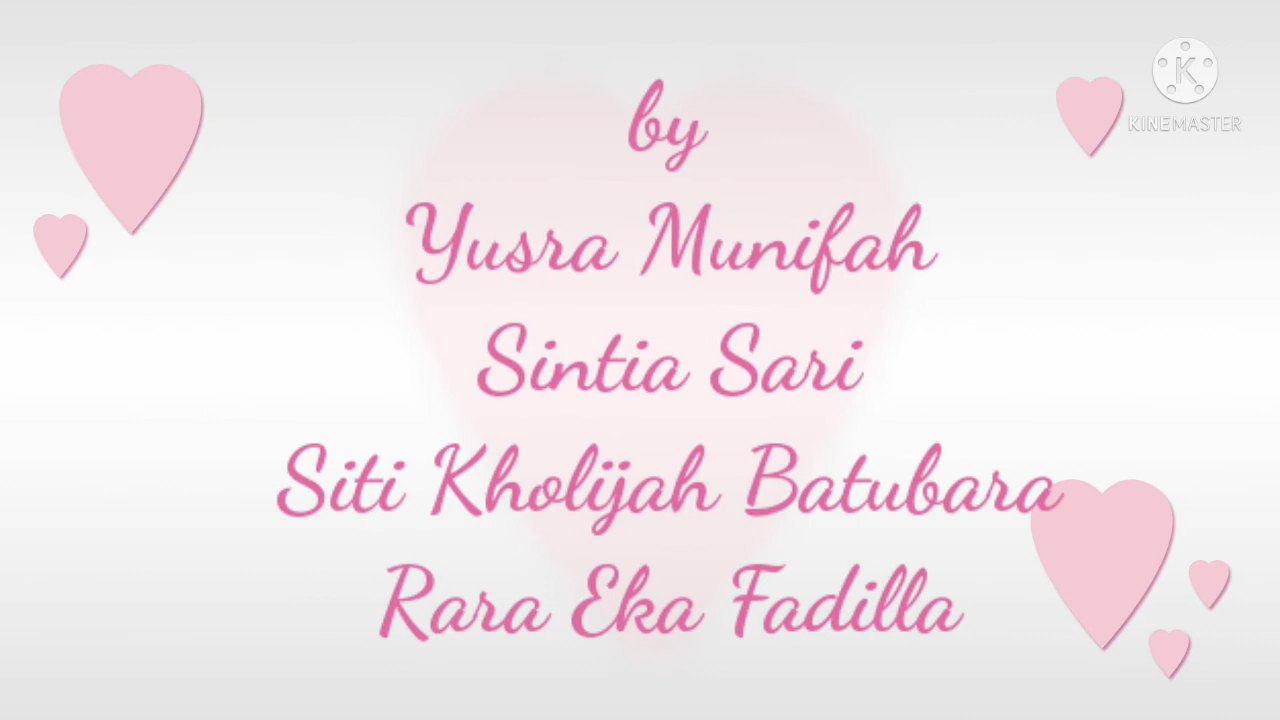 by
Yusra Munifah
Sintia Sari
Siti Kholijah Batubara
Rara Eka Fadilla
K
KINEMASTER